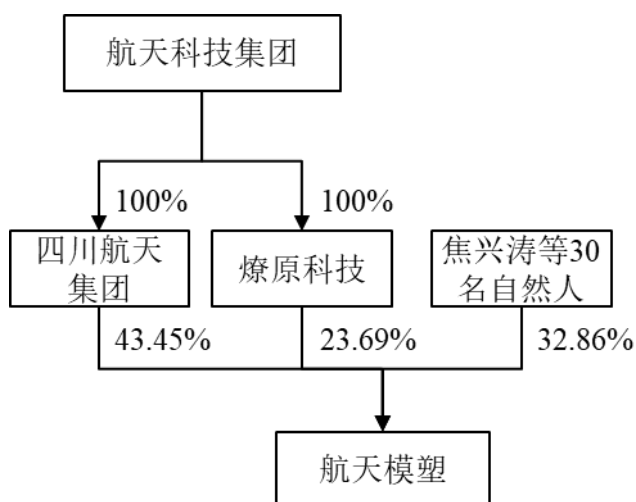 航天科技集团
100%
100%
四川航天
集团
燎原科技
焦兴涛等30
名自然人
43.45%
23.69%
32.86%
航天模塑